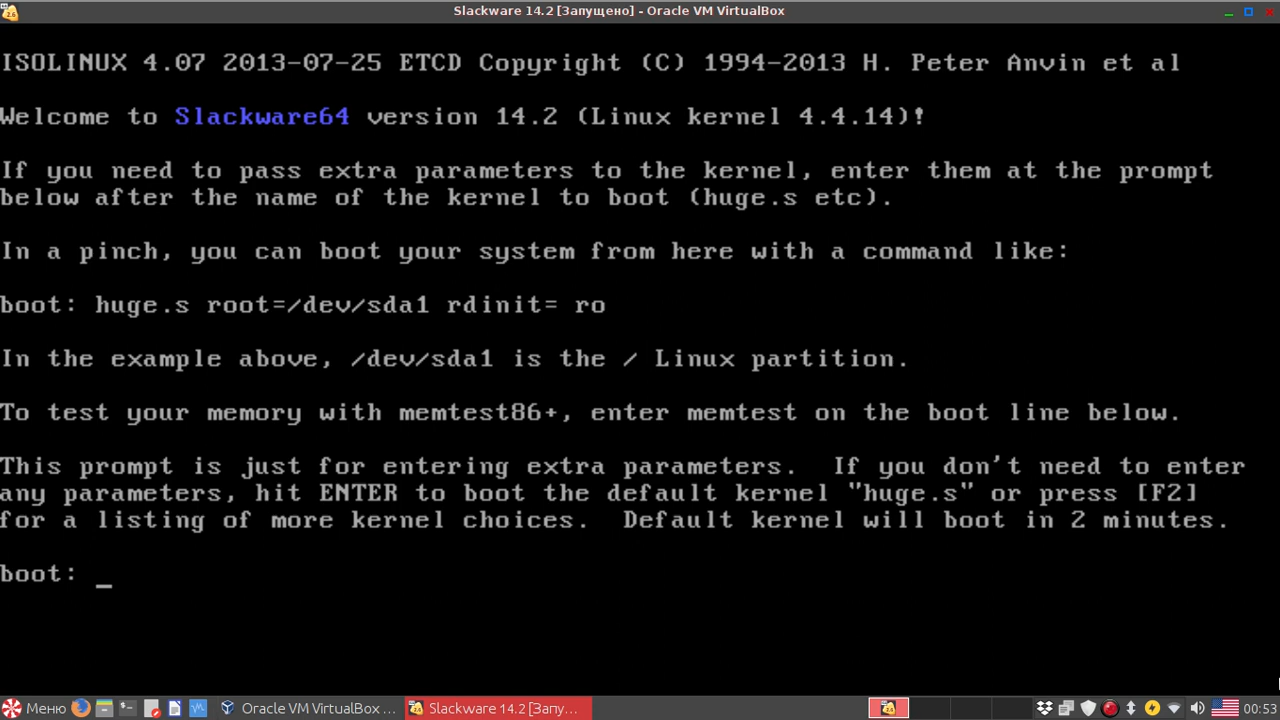 Slackware 14.2 [Запущено] - Oracle VM VirtualBox
ISOLINUX 4.07 2013-07-25 ETCD Copyright (C) 1994-2013 H. Peter Anvin et al
Welcome to Slackware64 version 14.2 (Linux kernel 4.4.14)!
If you need to pass extra parameters to the kernel, enter them at the prompt
below after the name of the kernel to boot (huge.s etc).
In a pinch, you can boot your system from here with a command like:
boot: huge.s root=/dev/sda1 rdinit= ro
In the example above, /dev/sda1 is the / Linux partition.
To test your memory with memtest86+, enter memtest on the boot line below.
This prompt is just for entering extra parameters.  If you don't need to enter
any parameters, hit ENTER to boot the default kernel "huge.s" or press [F2]
for a listing of more kernel choices.  Default kernel will boot in 2 minutes.
boot: _
Меню Oracle VM VirtualBox ... Slackware 14.2 [Запу... 00:53